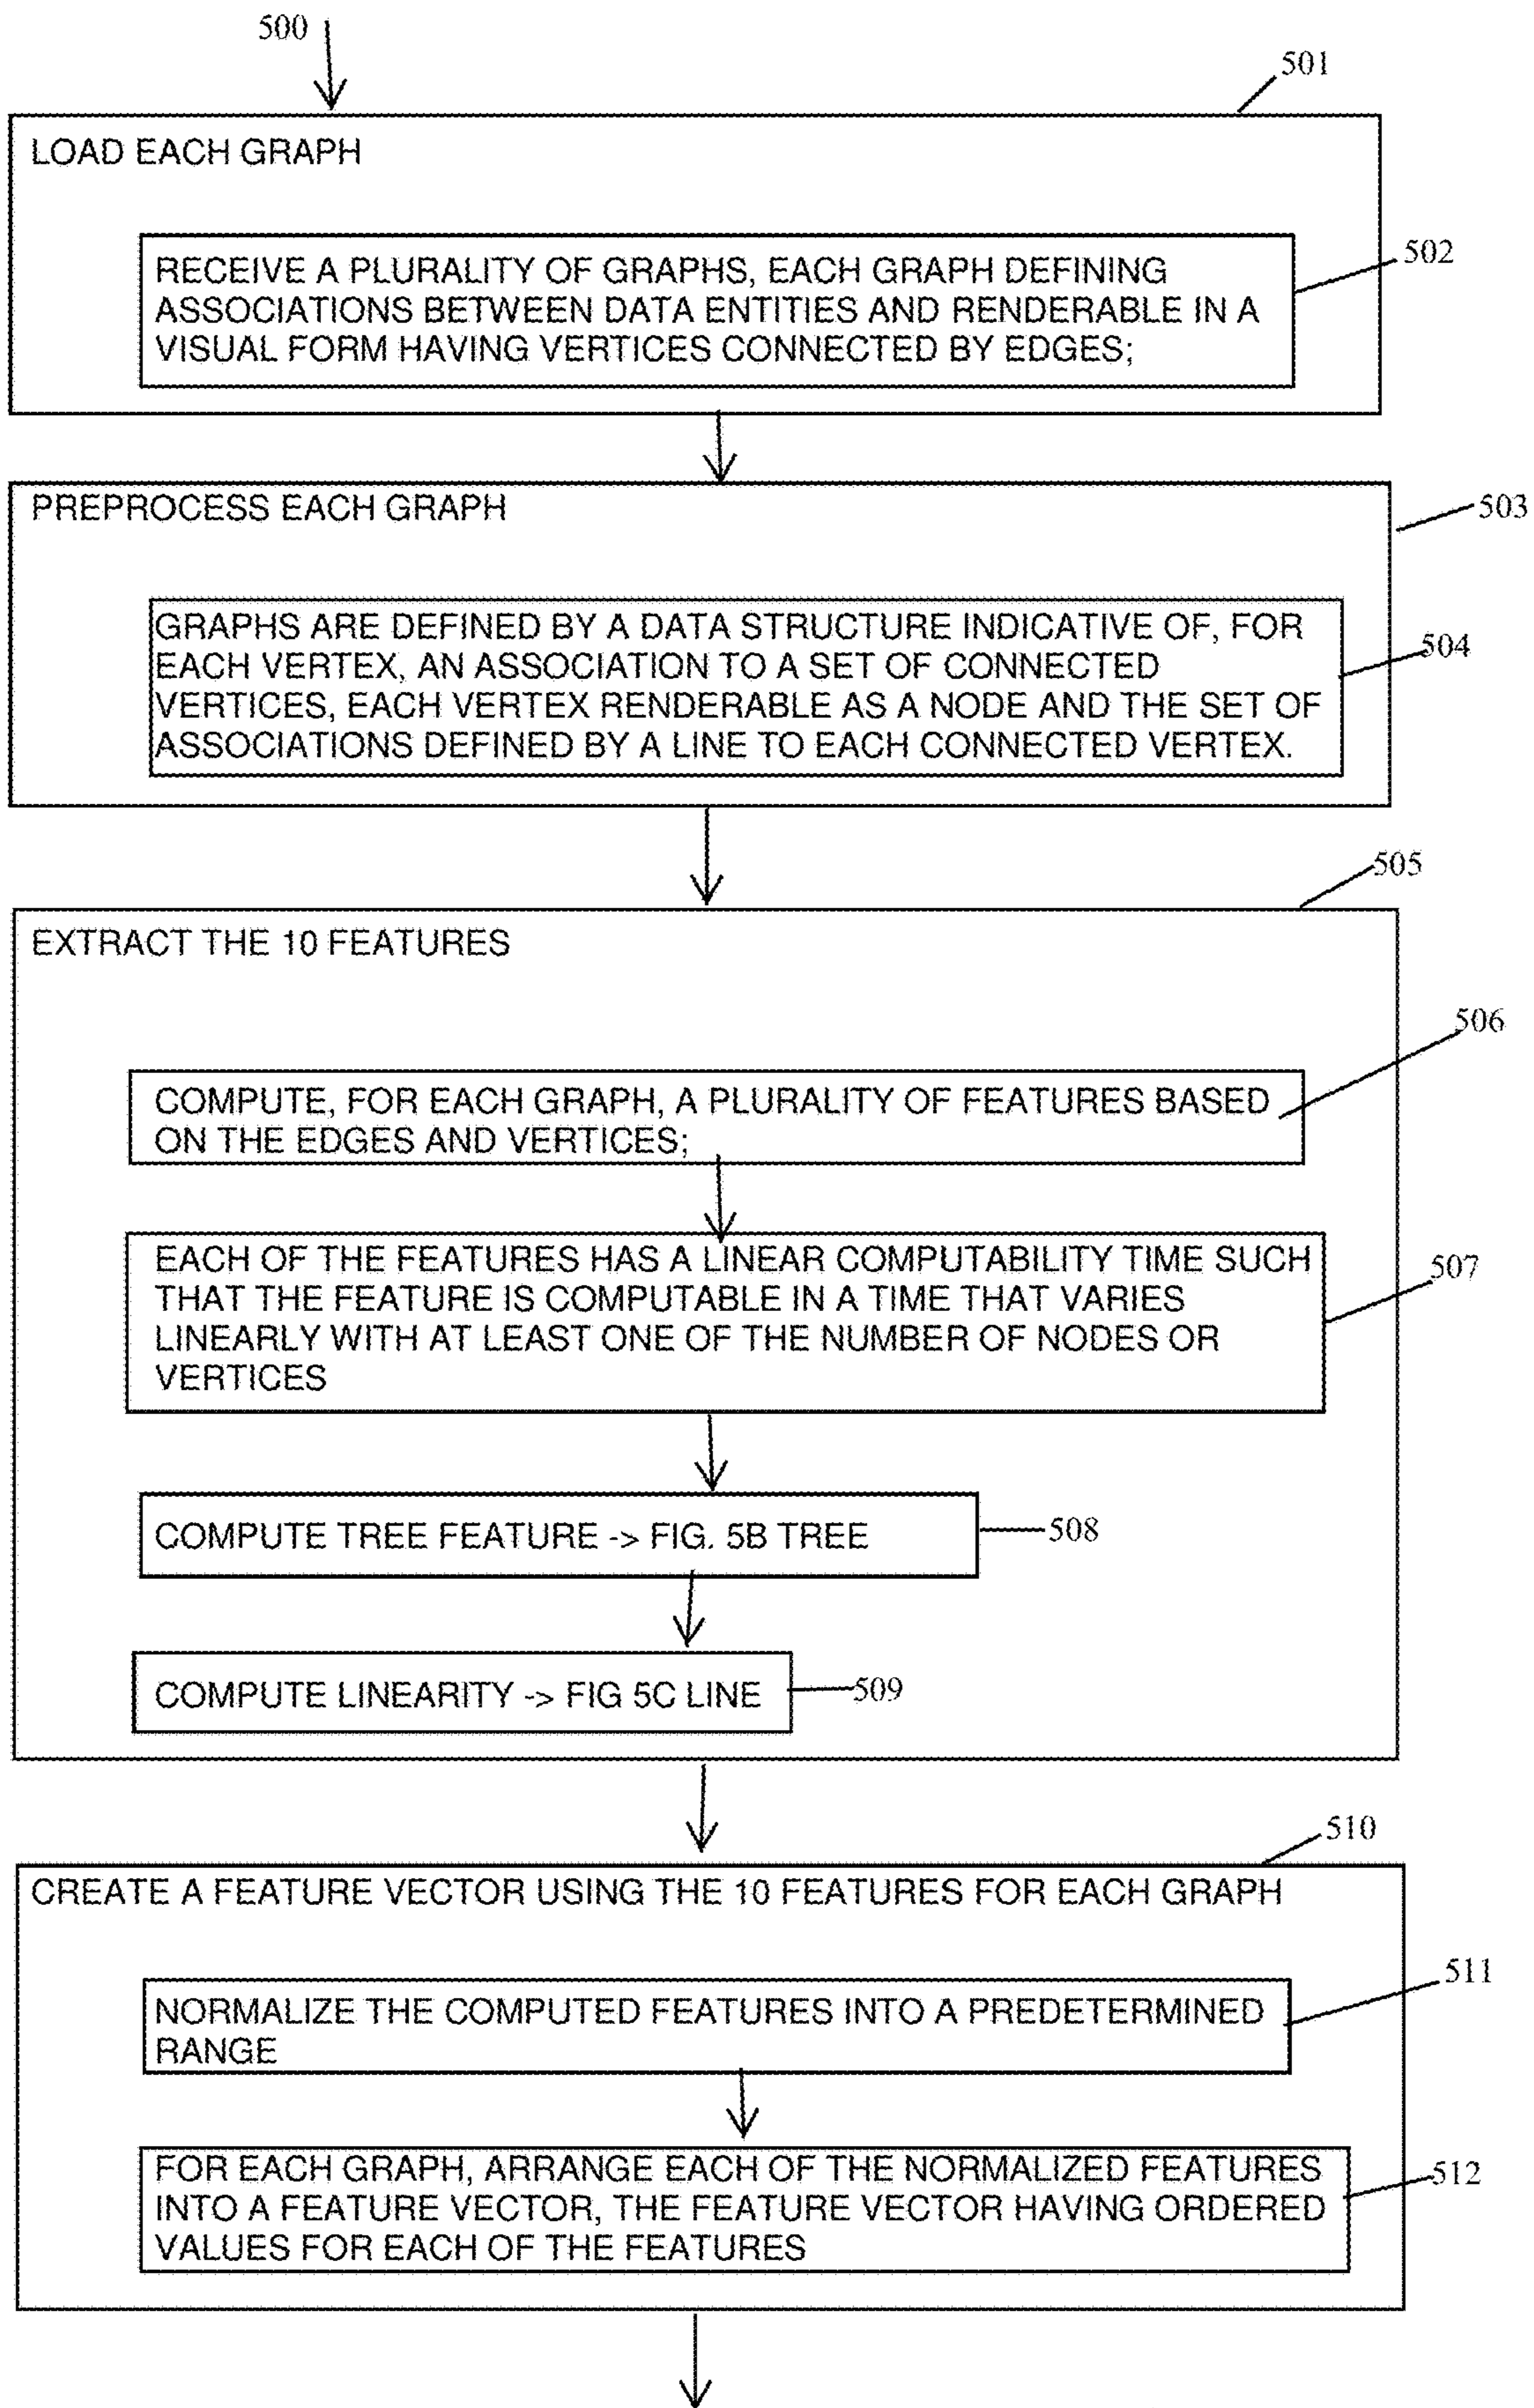 500
501
LOAD EACH GRAPH
RECEIVE A PLURALITY OF GRAPHS, EACH GRAPH DEFINING
ASSOCIATIONS BETWEEN DATA ENTITIES AND RENDERABLE IN A
VISUAL FORM HAVING VERTICES CONNECTED BY EDGES;
502
PREPROCESS EACH GRAPH
503
GRAPHS ARE DEFINED BY A DATA STRUCTURE INDICATIVE OF, FOR
EACH VERTEX, AN ASSOCIATION TO A SET OF CONNECTED
VERTICES, EACH VERTEX RENDERABLE AS A NODE AND THE SET OF
ASSOCIATIONS DEFINED BY A LINE TO EACH CONNECTED VERTEX.
504
505
EXTRACT THE 10 FEATURES
506
COMPUTE, FOR EACH GRAPH, A PLURALITY OF FEATURES BASED
ON THE EDGES AND VERTICES;
EACH OF THE FEATURES HAS A LINEAR COMPUTABILITY TIME SUCH
THAT THE FEATURE IS COMPUTABLE IN A TIME THAT VARIES
LINEARLY WITH AT LEAST ONE OF THE NUMBER OF NODES OR
VERTICES
507
COMPUTE TREE FEATURE -> FIG. 5B TREE
508
COMPUTE LINEARITY -> FIG 5C LINE
509
510
CREATE A FEATURE VECTOR USING THE 10 FEATURES FOR EACH GRAPH
511
NORMALIZE THE COMPUTED FEATURES INTO A PREDETERMINED
RANGE
FOR EACH GRAPH, ARRANGE EACH OF THE NORMALIZED FEATURES
INTO A FEATURE VECTOR, THE FEATURE VECTOR HAVING ORDERED
VALUES FOR EACH OF THE FEATURES
512